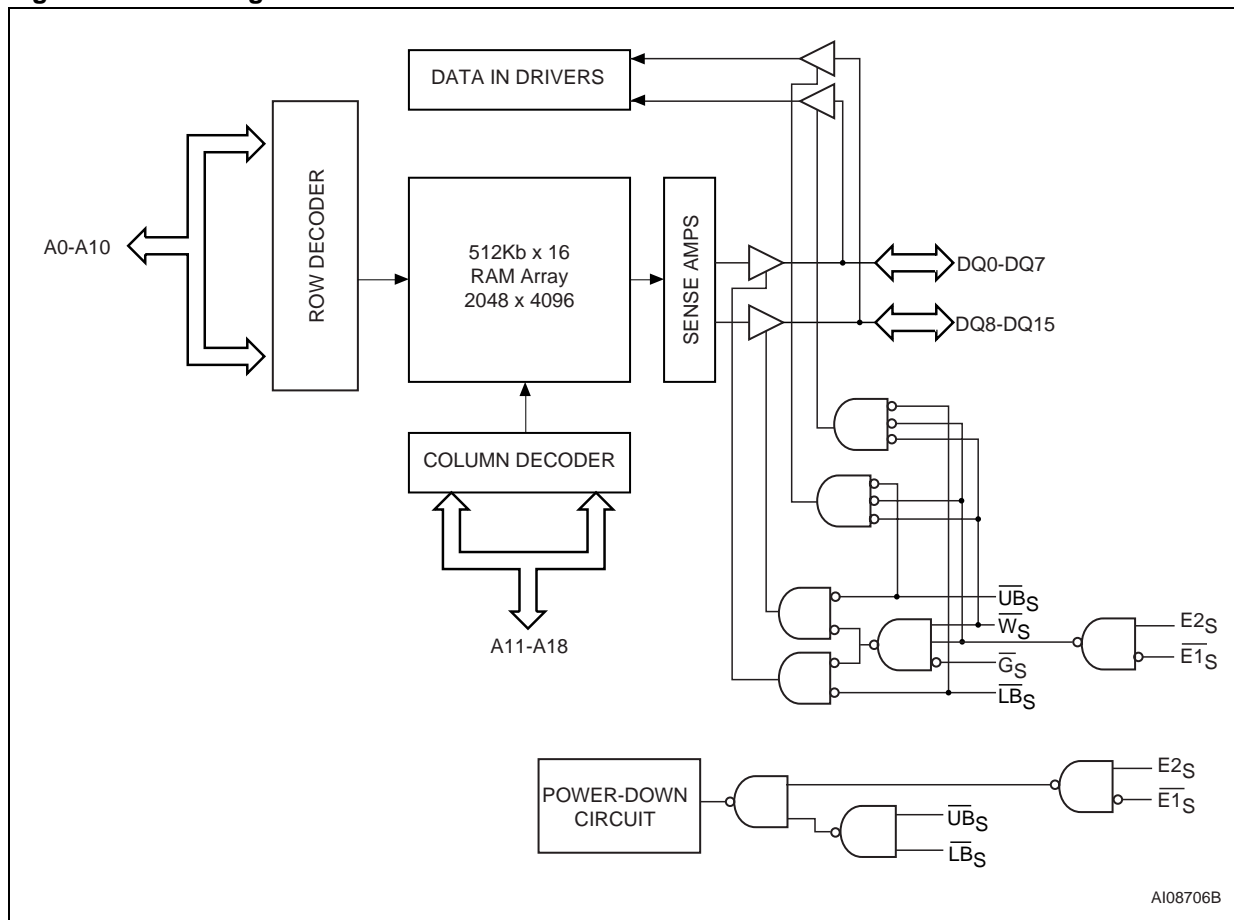 DATA IN DRIVERS
ROW DECODER
A0-A10
512Kb x 16
RAM Array
2048 x 4096
SENSE AMPS
DQ0-DQ7
DQ8-DQ15
COLUMN DECODER
A11-A18
UBS
WS
GS
LBS
E2S
E1S
POWER-DOWN
CIRCUIT
UBS
LBS
E2S
E1S
AI08706B